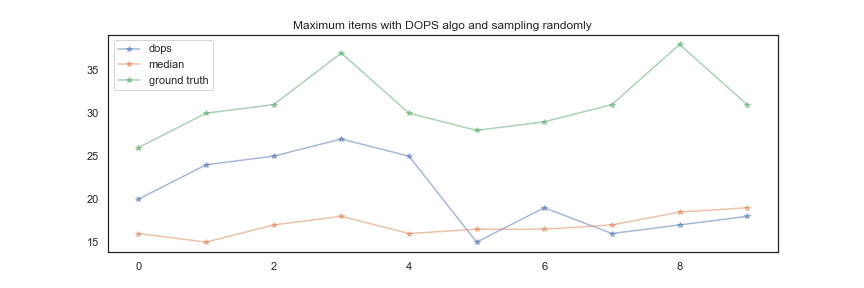 Maximum items with DOPS algo and sampling randomly
dops
median
ground truth
35
30
25
20
15
0 2 4 6 8